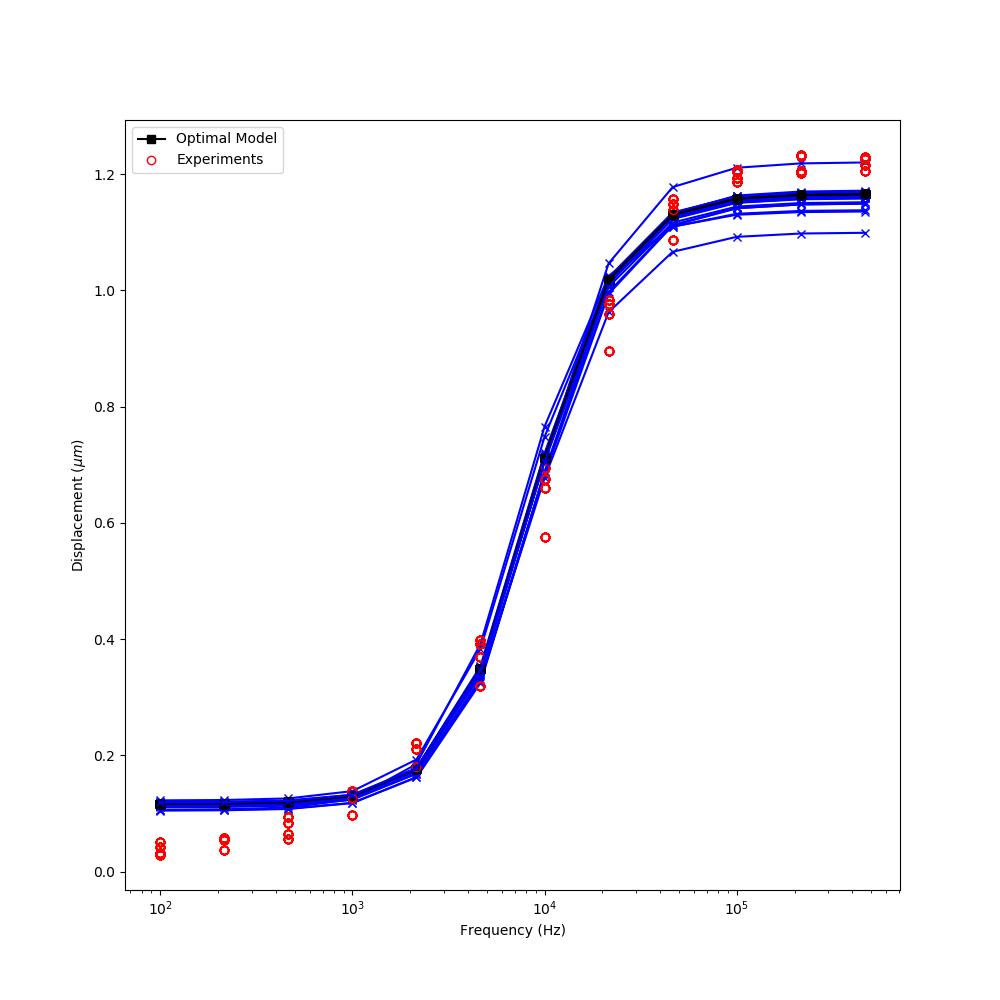 Optimal Model
Experiments
1.2
1.0
0.8
0.6
0.4
0.2
0.0
Displacement (μm)
10²
10³
10⁴
10⁵
Frequency (Hz)